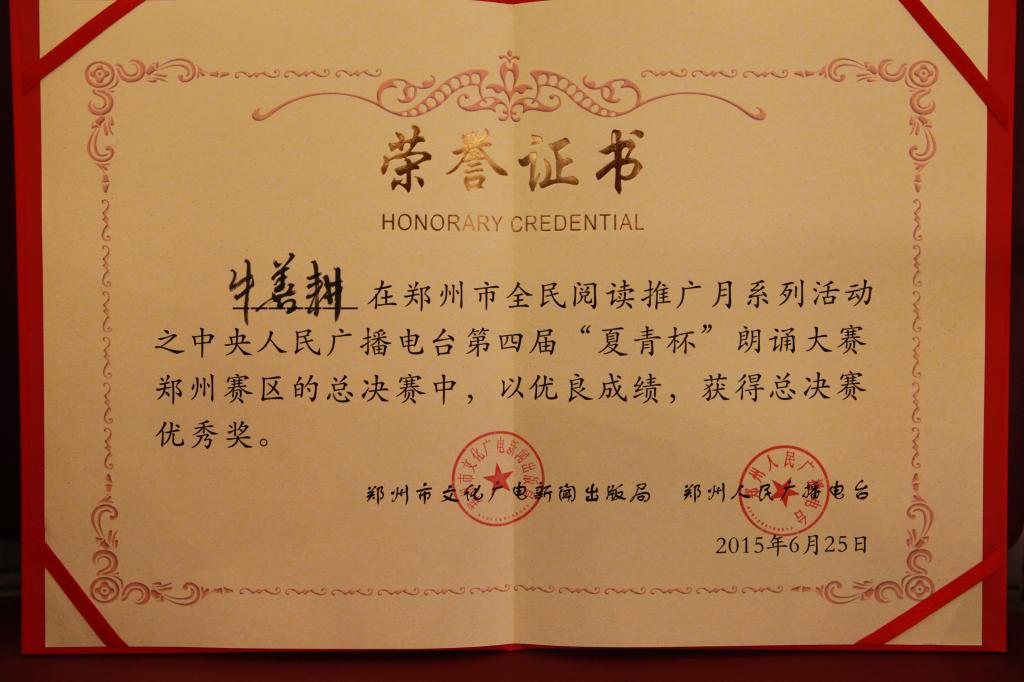 荣誉证书
HONORARY CREDENTIAL
牛善耕 在郑州市全民阅读推广月系列活动
之中央人民广播电台第四届“夏青杯”朗诵大赛
郑州赛区的总决赛中，以优良成绩，获得总决赛
优秀奖。
郑州市文化广电新闻出版局 郑州人民广播电台
2015年6月25日